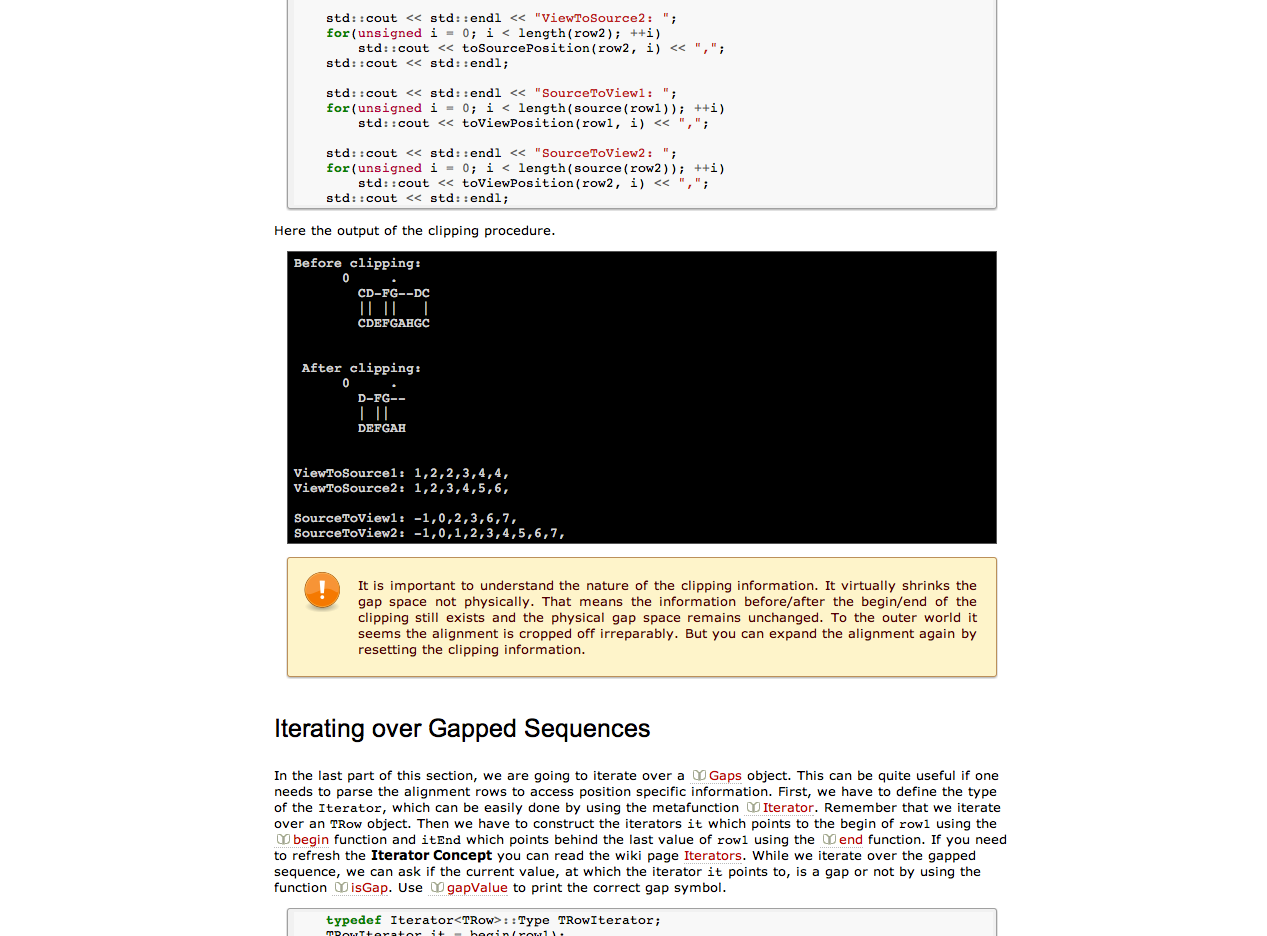 std::cout << std::endl << "ViewToSource2: ";
for(unsigned i = 0; i < length(row2); ++i)
    std::cout << toSourcePosition(row2, i) << ",";
std::cout << std::endl;

std::cout << std::endl << "SourceToView1: ";
for(unsigned i = 0; i < length(source(row1)); ++i)
    std::cout << toViewPosition(row1, i) << ",";

std::cout << std::endl << "SourceToView2: ";
for(unsigned i = 0; i < length(source(row2)); ++i)
    std::cout << toViewPosition(row2, i) << ",";
std::cout << std::endl;
Here the output of the clipping procedure.
Before clipping:
      0     .
        CD-FG--DC
        || ||   |
        CDEFGAHGC

 After clipping:
      0     .
        D-FG--
        | ||
        DEFGAH

ViewToSource1: 1,2,2,3,4,4,
ViewToSource2: 1,2,3,4,5,6,

SourceToView1: -1,0,2,3,6,7,
SourceToView2: -1,0,1,2,3,4,5,6,7,
It is important to understand the nature of the clipping information. It virtually shrinks the
gap space not physically. That means the information before/after the begin/end of the
clipping still exists and the physical gap space remains unchanged. To the outer world it
seems the alignment is cropped off irreparably. But you can expand the alignment again by
resetting the clipping information.
Iterating over Gapped Sequences
In the last part of this section, we are going to iterate over a Gaps object. This can be quite useful if one
needs to parse the alignment rows to access position specific information. First, we have to define the type
of the Iterator, which can be easily done by using the metafunction Iterator. Remember that we iterate
over an TRow object. Then we have to construct the iterators it which points to the begin of row1 using the
begin function and itEnd which points behind the last value of row1 using the end function. If you need
to refresh the Iterator Concept you can read the wiki page Iterators. While we iterate over the gapped
sequence, we can ask if the current value, at which the iterator it points to, is a gap or not by using the
function isGap. Use gapValue to print the correct gap symbol.
typedef Iterator<TRow>::Type TRowIterator;
TRowIterator it = begin(row1);